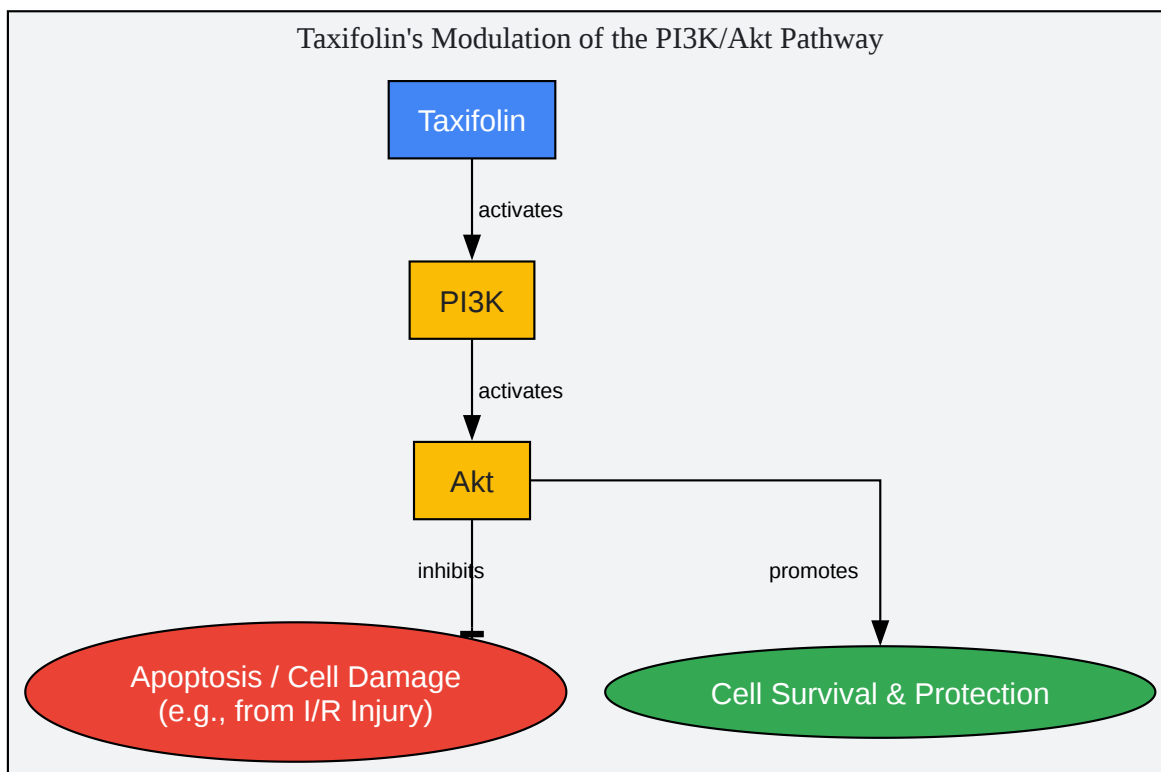 Taxifolin's Modulation of the PI3K/Akt Pathway
Taxifolin
activates
PI3K
activates
Akt
inhibits
promotes
Apoptosis / Cell Damage
(e.g., from I/R Injury)
Cell Survival & Protection